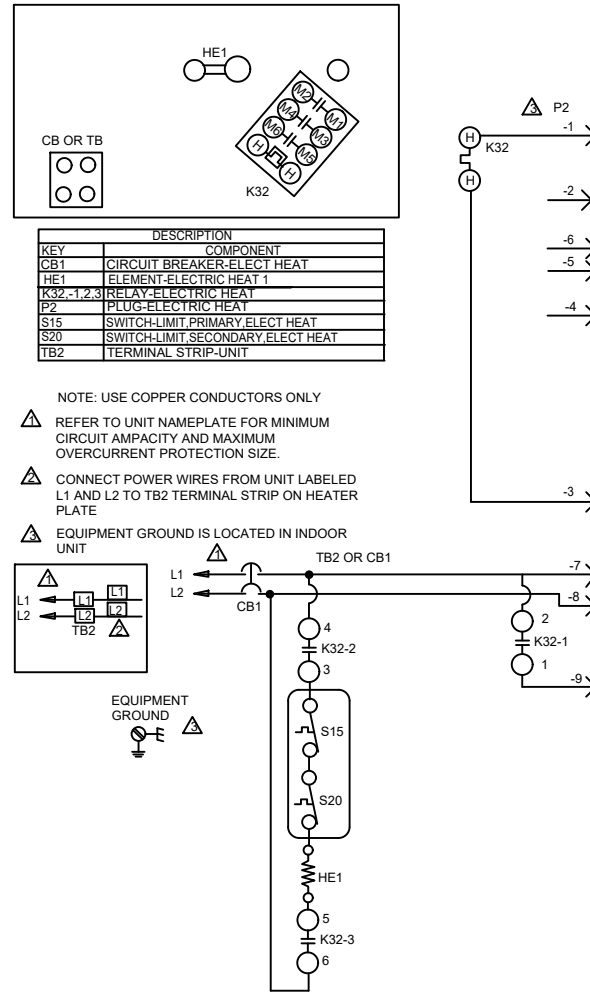 HE1
CB OR TB
M2
M1
M4
M3
M6
M5
H
H
K32
3
P2
H
K32
H
-1
-2
-6
-5
-4
-3
DESCRIPTION
KEY COMPONENT
CB1 CIRCUIT BREAKER-ELECT HEAT
HE1 ELEMENT-ELECTRIC HEAT 1
K32,-1,2,3 RELAY-ELECTRIC HEAT
P2 PLUG-ELECTRIC HEAT
S15 SWITCH-LIMIT,PRIMARY,ELECT HEAT
S20 SWITCH-LIMIT,SECONDARY,ELECT HEAT
TB2 TERMINAL STRIP-UNIT
NOTE: USE COPPER CONDUCTORS ONLY
1 REFER TO UNIT NAMEPLATE FOR MINIMUM
CIRCUIT AMPACITY AND MAXIMUM
OVERCURRENT PROTECTION SIZE.
2 CONNECT POWER WIRES FROM UNIT LABELED
L1 AND L2 TO TB2 TERMINAL STRIP ON HEATER
PLATE
3 EQUIPMENT GROUND IS LOCATED IN INDOOR
UNIT
1
L1 L1 L1
L2 L2 L2
TB2 2
EQUIPMENT
GROUND
3
1
TB2 OR CB1
L1
L2
CB1
-7
-8
-9
4
K32-2
3
S15
S20
HE1
5
K32-3
6
2
K32-1
1